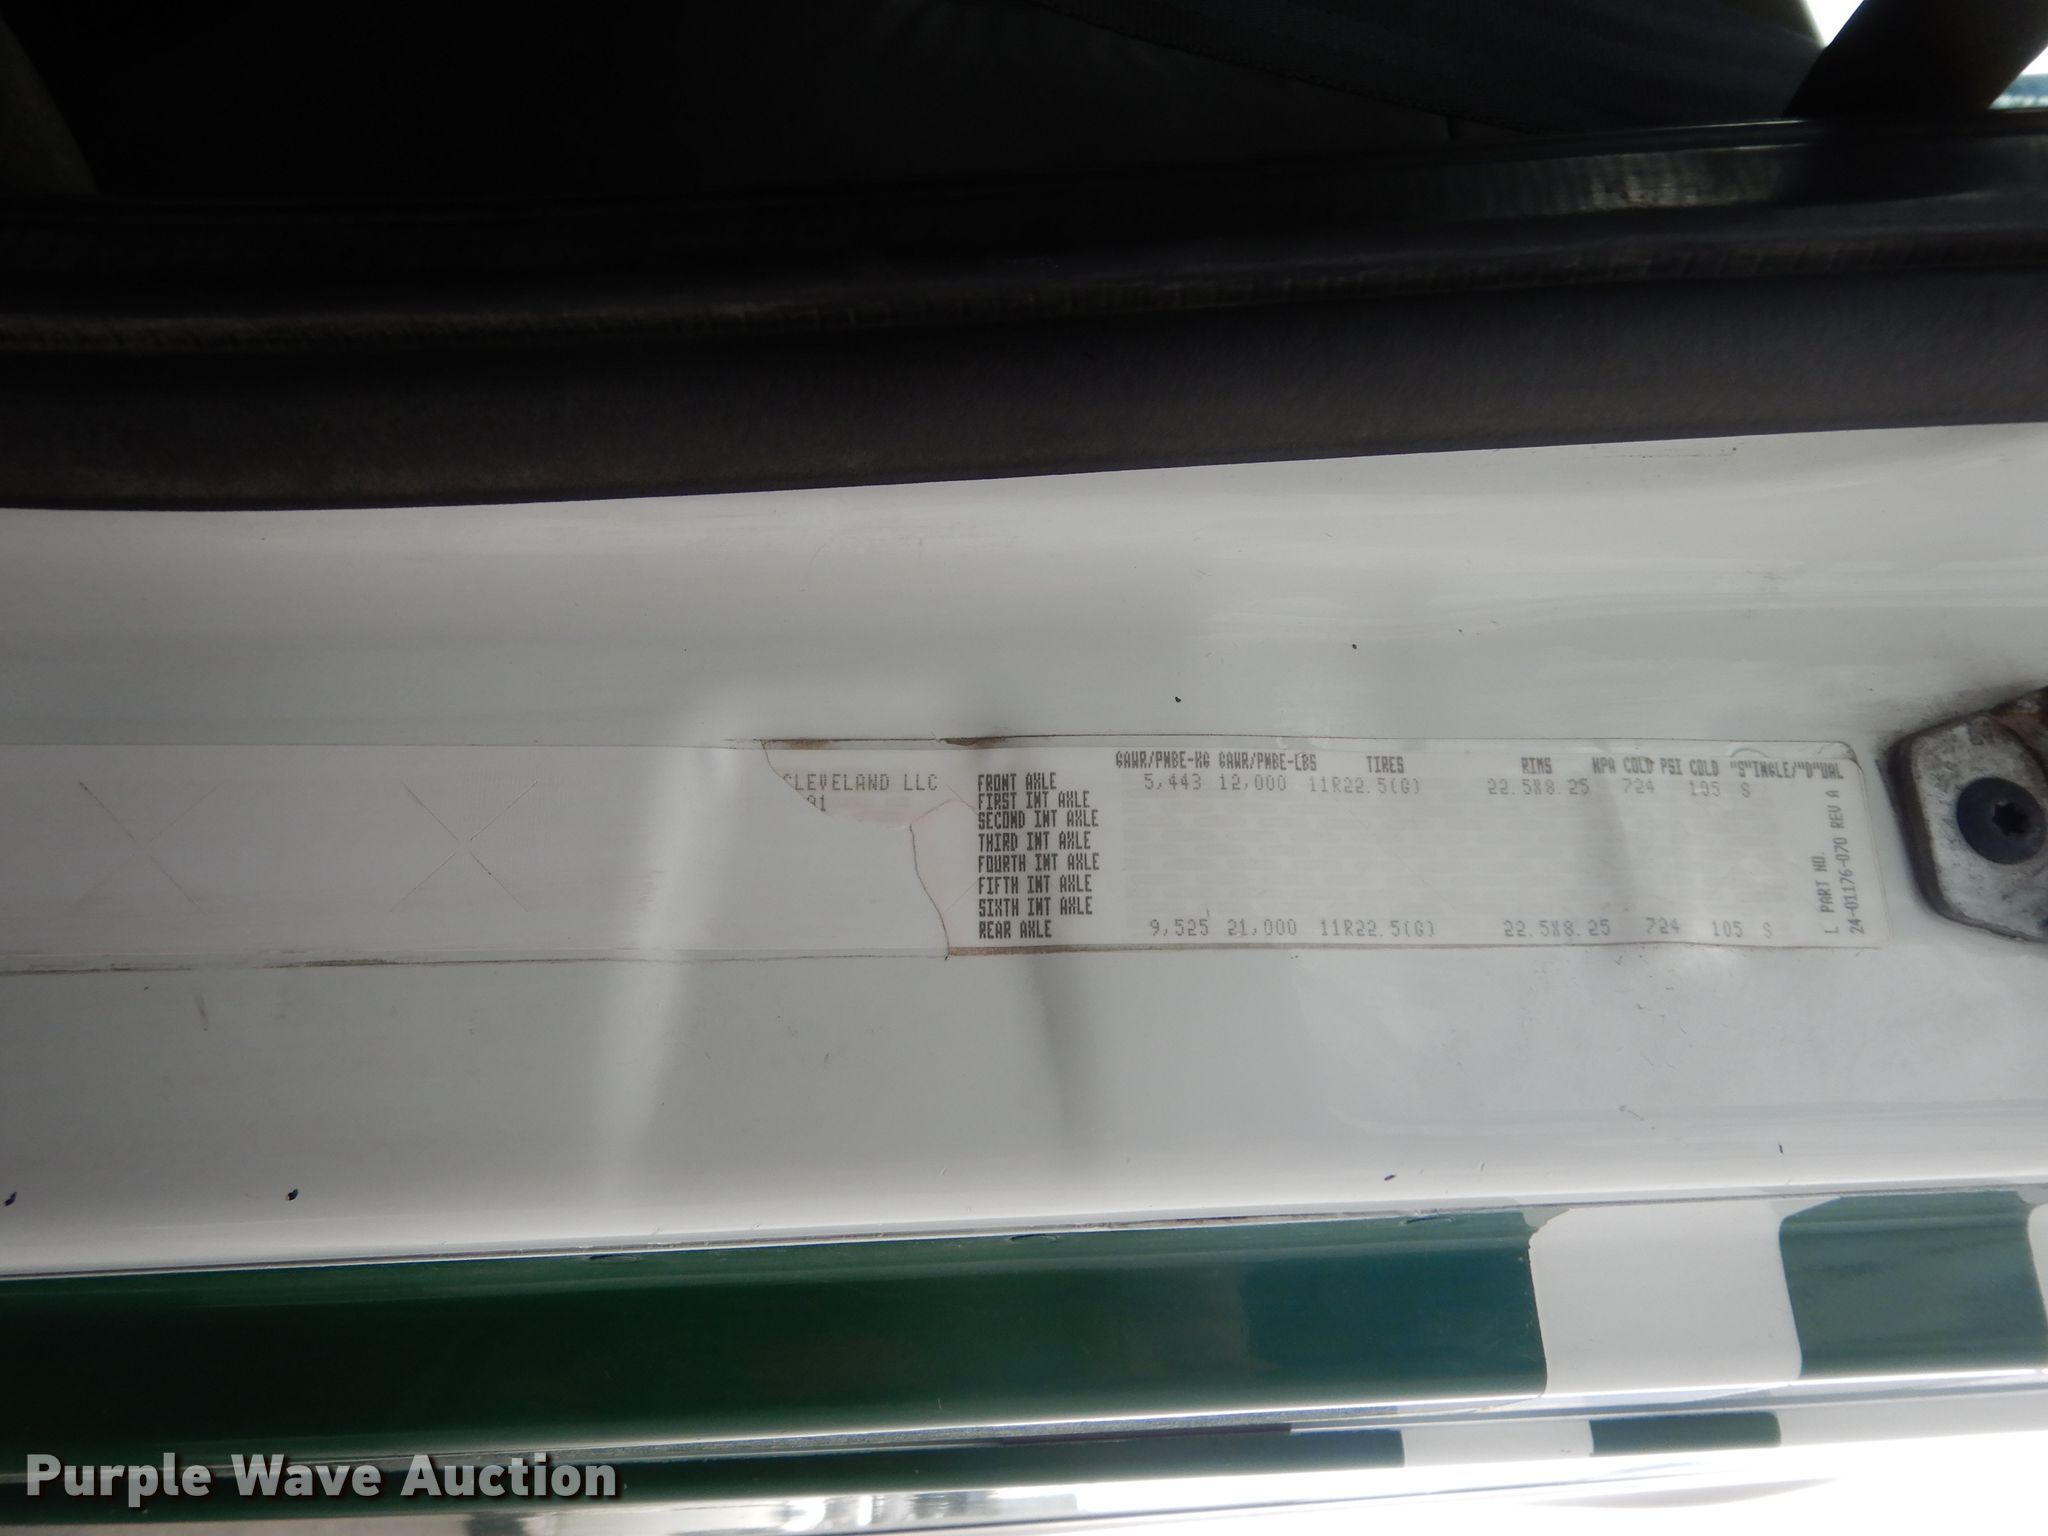 CLEVELAND LLC
01
GAWR/PNBE-KG GAWR/PNBE-LBS TIRES RIMS KPA COLD PSI COLD "S"INGLE/"D"UAL
FRONT AXLE 5,443 12,000 11R22.5(G) 22.5X8.25 724 105 S
FIRST INT AXLE
SECOND INT AXLE
THIRD INT AXLE
FOURTH INT AXLE
FIFTH INT AXLE
SIXTH INT AXLE
REAR AXLE 9,525 21,000 11R22.5(G) 22.5X8.25 724 105 S
L PART NO.
24-01176-070 REV A
Purple Wave Auction